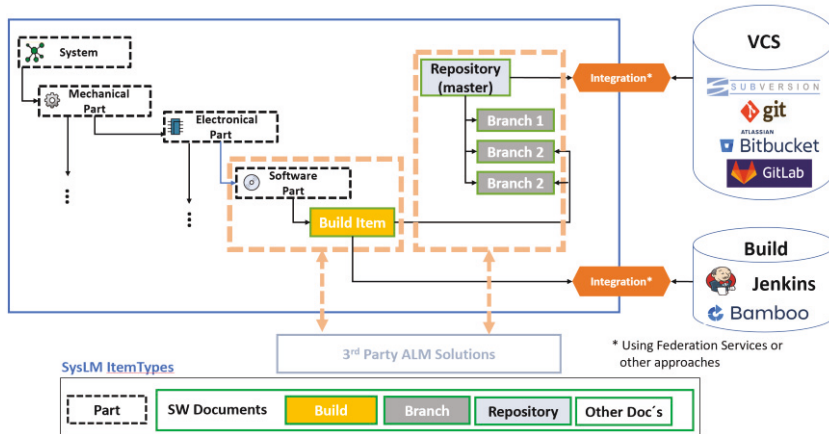 System
Mechanical
Part
Electronical
Part
Software
Part
Build Item
Repository
(master)
Branch 1
Branch 2
Branch 2
Integration*
VCS
SUBVERSION
git
ATLASSIAN
Bitbucket
GitLab
Integration*
Build
Jenkins
Bamboo
3rd Party ALM Solutions
* Using Federation Services or
other approaches
SysLM ItemTypes
Part
SW Documents
Build
Branch
Repository
Other Doc´s